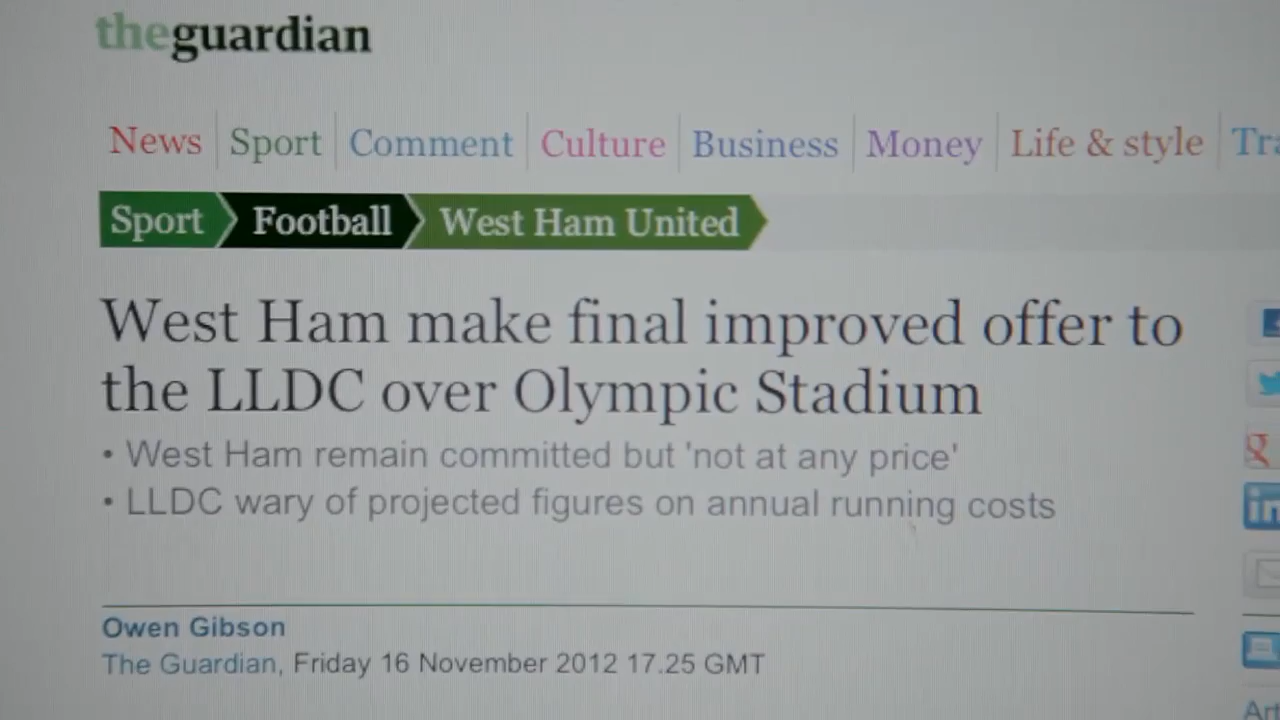 theguardian
News Sport Comment Culture Business Money Life & style
Sport Football West Ham United
West Ham make final improved offer to
the LLDC over Olympic Stadium
• West Ham remain committed but 'not at any price'
• LLDC wary of projected figures on annual running costs
Owen Gibson
The Guardian, Friday 16 November 2012 17.25 GMT